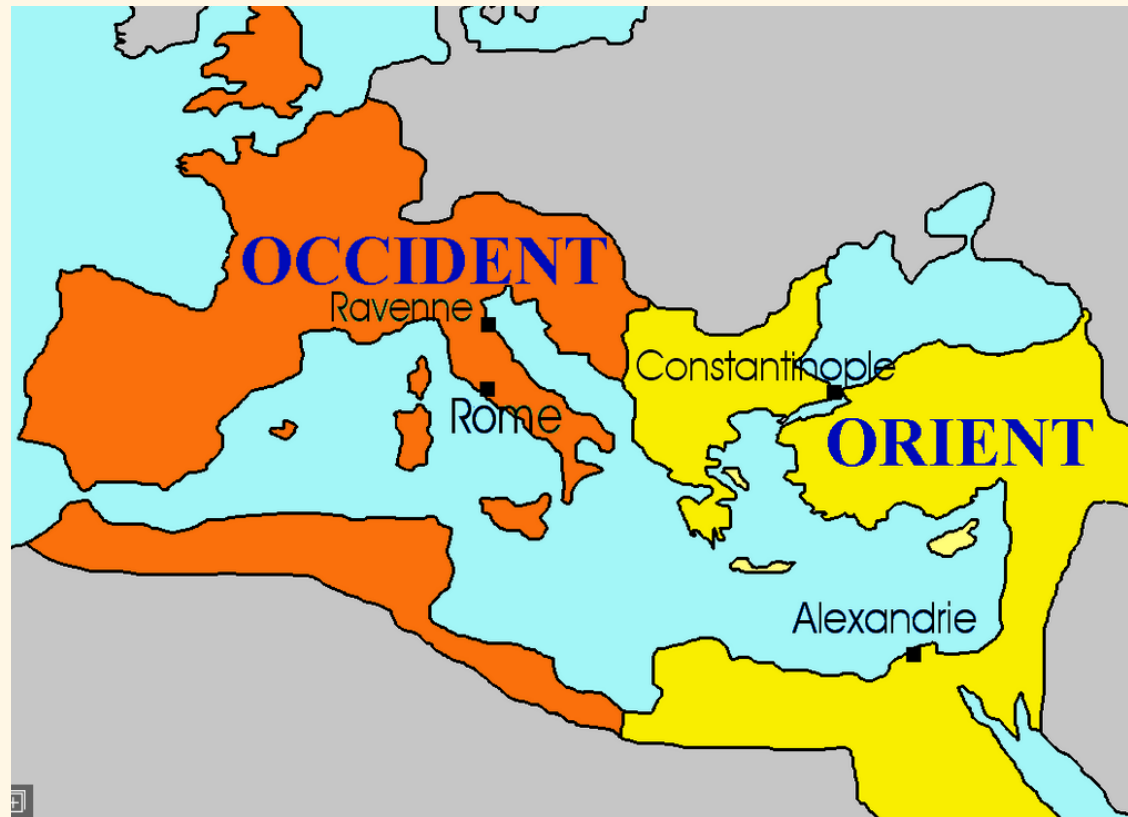 OCCIDENT
Ravenne
Constantinople
Rome
ORIENT
Alexandrie